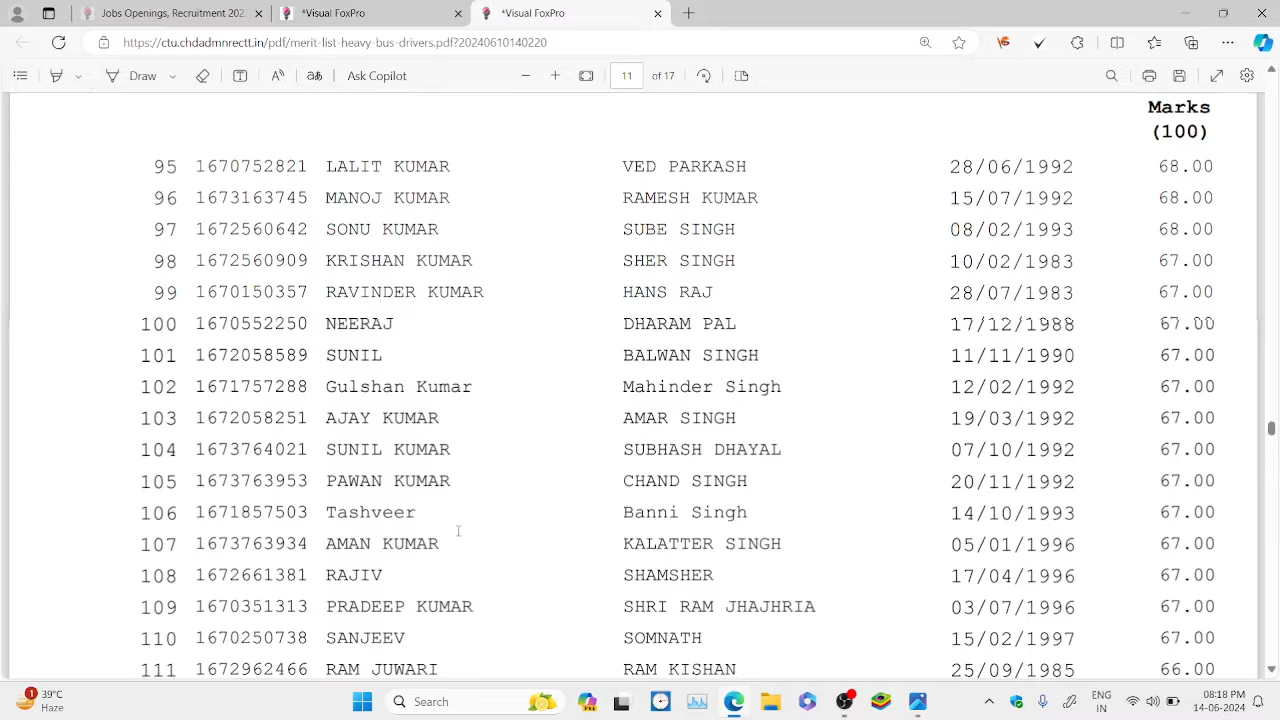 Jobs Openings, Recruitment 202 *Visual FoxPro *Visual FoxPro
https://ctu.chdadmnrectt.in/pdf/merit-list-heavy-bus-drivers.pdf?20240610140220
Draw Ask Copilot 11 of 17
Marks
(100)
95 1670752821 LALIT KUMAR VED PARKASH 28/06/1992 68.00
96 1673163745 MANOJ KUMAR RAMESH KUMAR 15/07/1992 68.00
97 1672560642 SONU KUMAR SUBE SINGH 08/02/1993 68.00
98 1672560909 KRISHAN KUMAR SHER SINGH 10/02/1983 67.00
99 1670150357 RAVINDER KUMAR HANS RAJ 28/07/1983 67.00
100 1670552250 NEERAJ DHARAM PAL 17/12/1988 67.00
101 1672058589 SUNIL BALWAN SINGH 11/11/1990 67.00
102 1671757288 Gulshan Kumar Mahinder Singh 12/02/1992 67.00
103 1672058251 AJAY KUMAR AMAR SINGH 19/03/1992 67.00
104 1673764021 SUNIL KUMAR SUBHASH DHAYAL 07/10/1992 67.00
105 1673763953 PAWAN KUMAR CHAND SINGH 20/11/1992 67.00
106 1671857503 Tashveer Banni Singh 14/10/1993 67.00
107 1673763934 AMAN KUMAR KALATTER SINGH 05/01/1996 67.00
108 1672661381 RAJIV SHAMSHER 17/04/1996 67.00
109 1670351313 PRADEEP KUMAR SHRI RAM JHAJHRIA 03/07/1996 67.00
110 1670250738 SANJEEV SOMNATH 15/02/1997 67.00
111 1672962466 RAM JUWARI RAM KISHAN 25/09/1985 66.00
1 39°C Search ENG 08:18 PM
Haze IN 14-06-2024